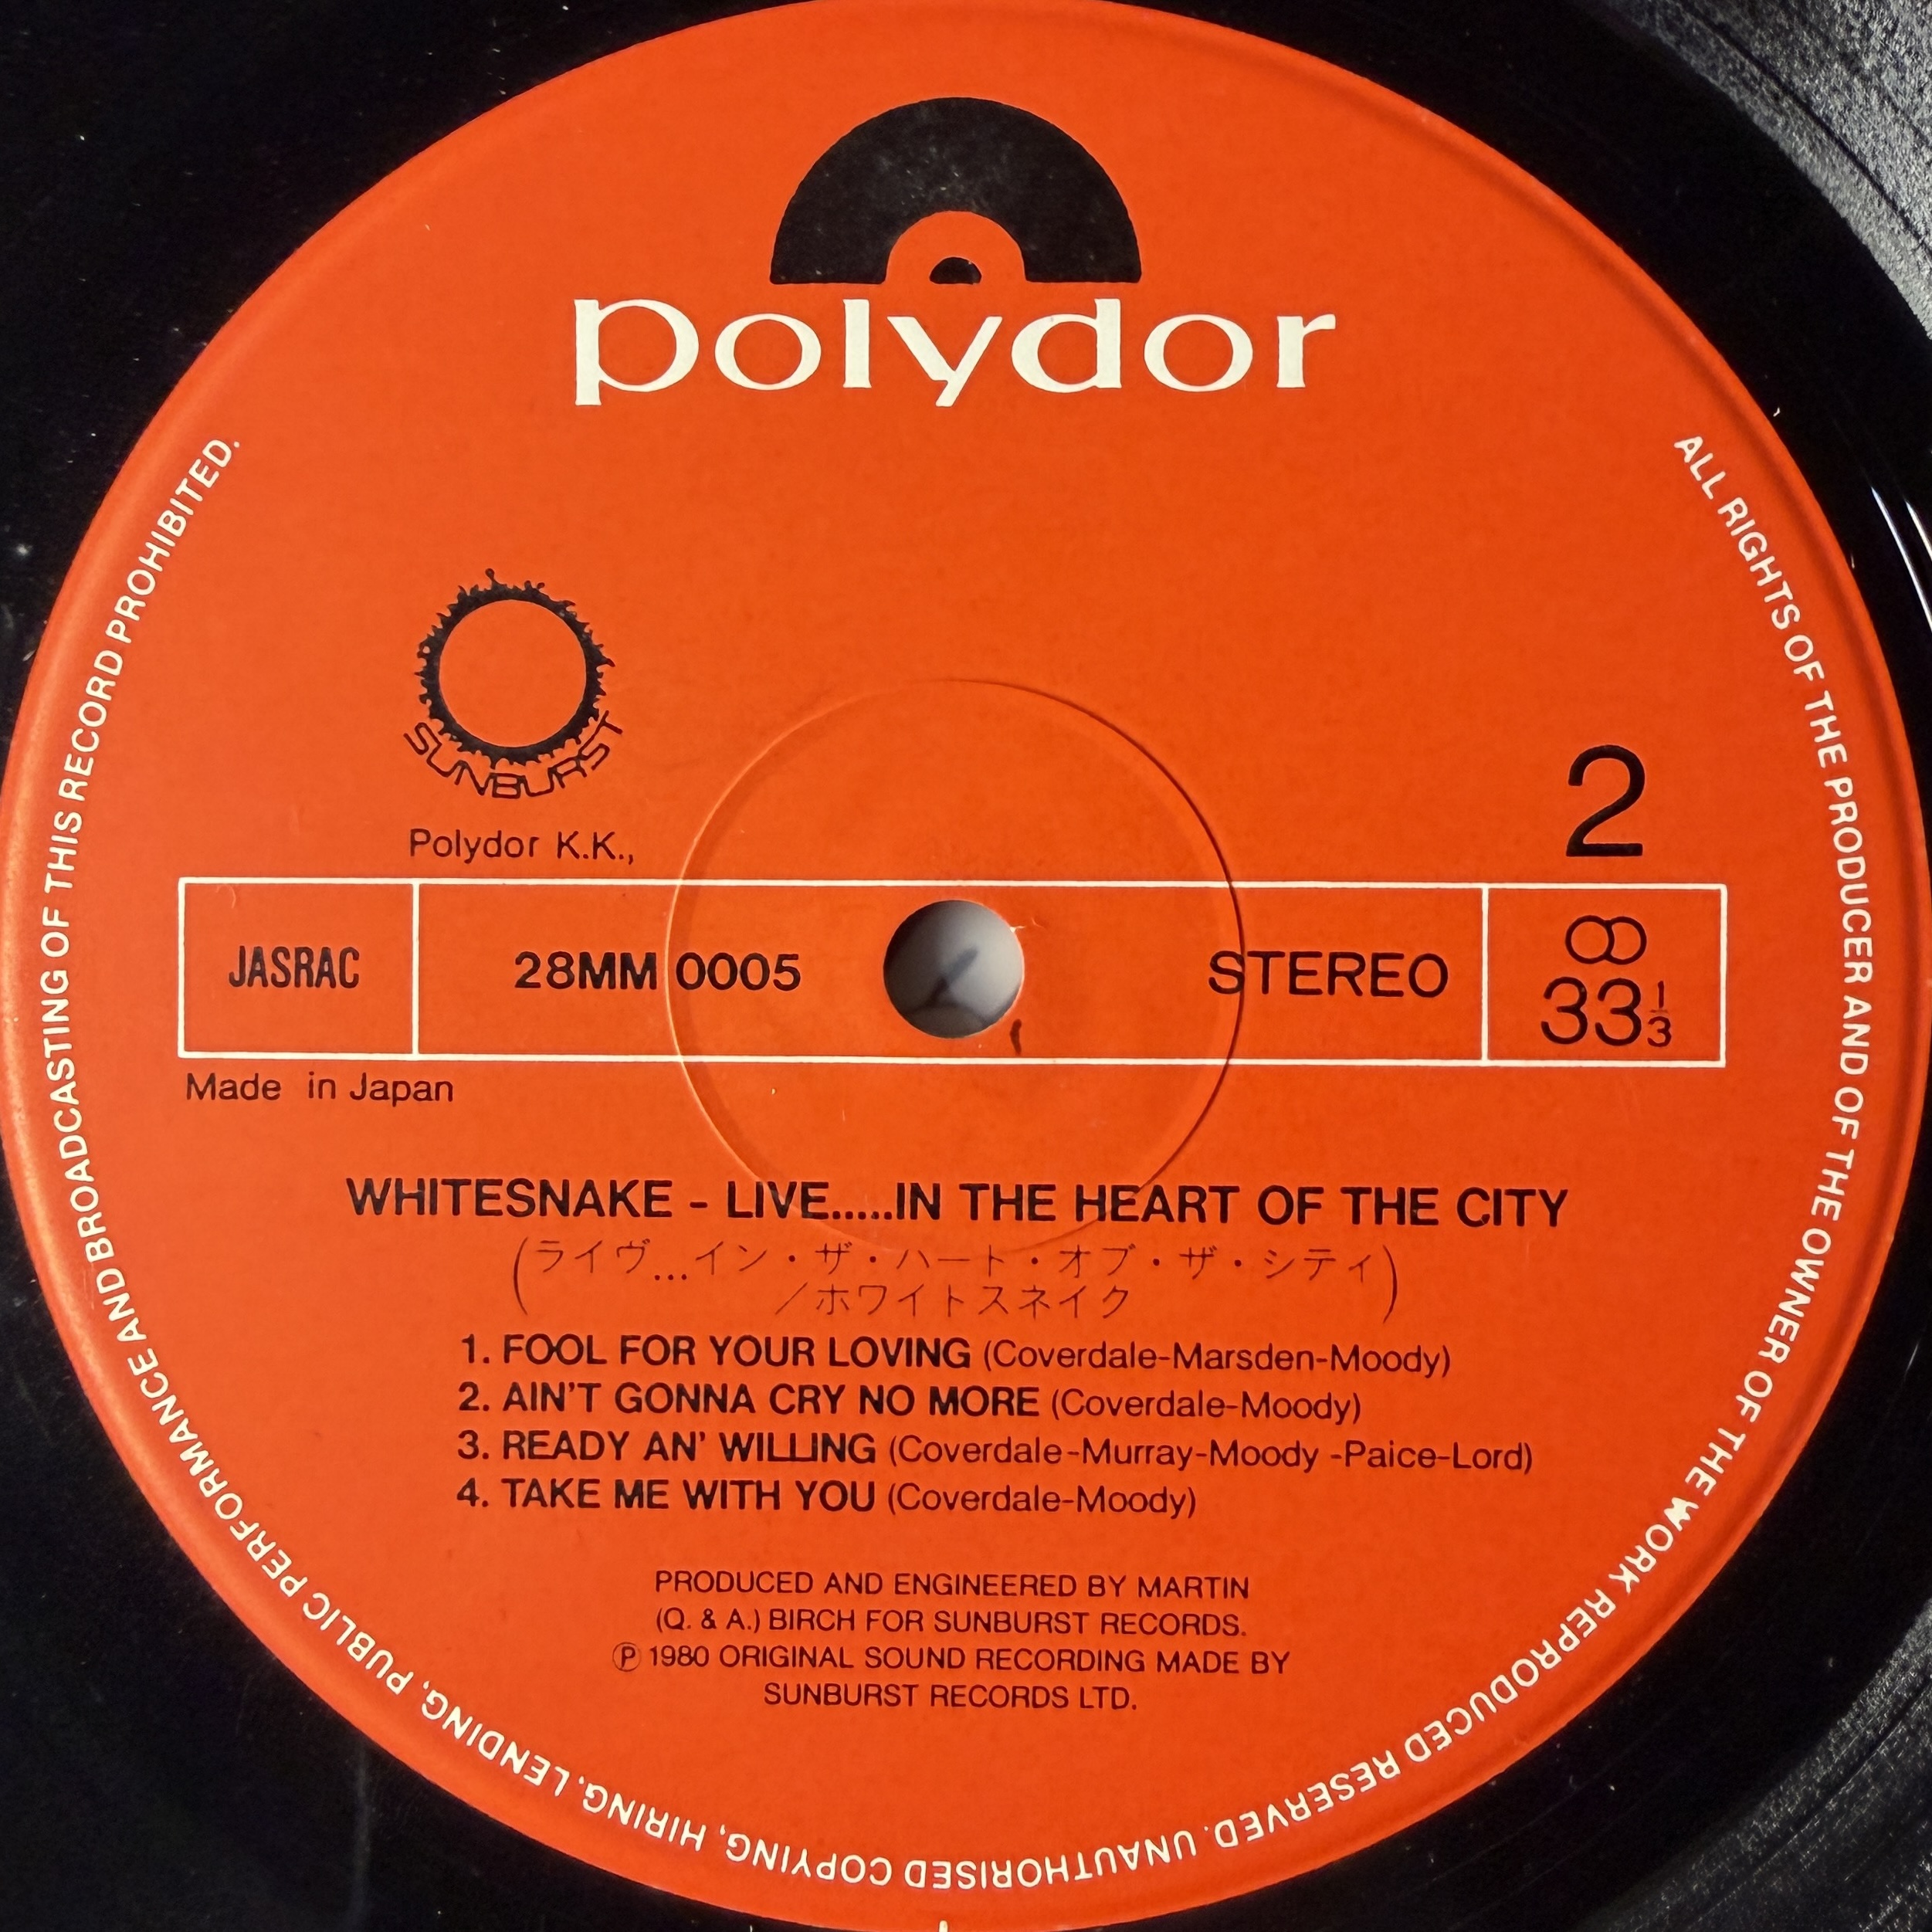 polydor
SUNBURST
Polydor K.K.,
2
JASRAC
28MM 0005
STEREO
33 1/3
Made in Japan
WHITESNAKE - LIVE.....IN THE HEART OF THE CITY
(ライヴ...イン・ザ・ハート・オブ・ザ・シティ)
/ホワイトスネイク
1. FOOL FOR YOUR LOVING (Coverdale-Marsden-Moody)
2. AIN'T GONNA CRY NO MORE (Coverdale-Moody)
3. READY AN' WILLING (Coverdale-Murray-Moody -Paice-Lord)
4. TAKE ME WITH YOU (Coverdale-Moody)
PRODUCED AND ENGINEERED BY MARTIN
(Q. & A.) BIRCH FOR SUNBURST RECORDS.
Ⓟ 1980 ORIGINAL SOUND RECORDING MADE BY
SUNBURST RECORDS LTD.
ALL RIGHTS OF THE PRODUCER AND OF THE OWNER OF THE WORK REPRODUCED RESERVED. UNAUTHORISED COPYING, HIRING, LENDING, PUBLIC PERFORMANCE AND BROADCASTING OF THIS RECORD PROHIBITED.